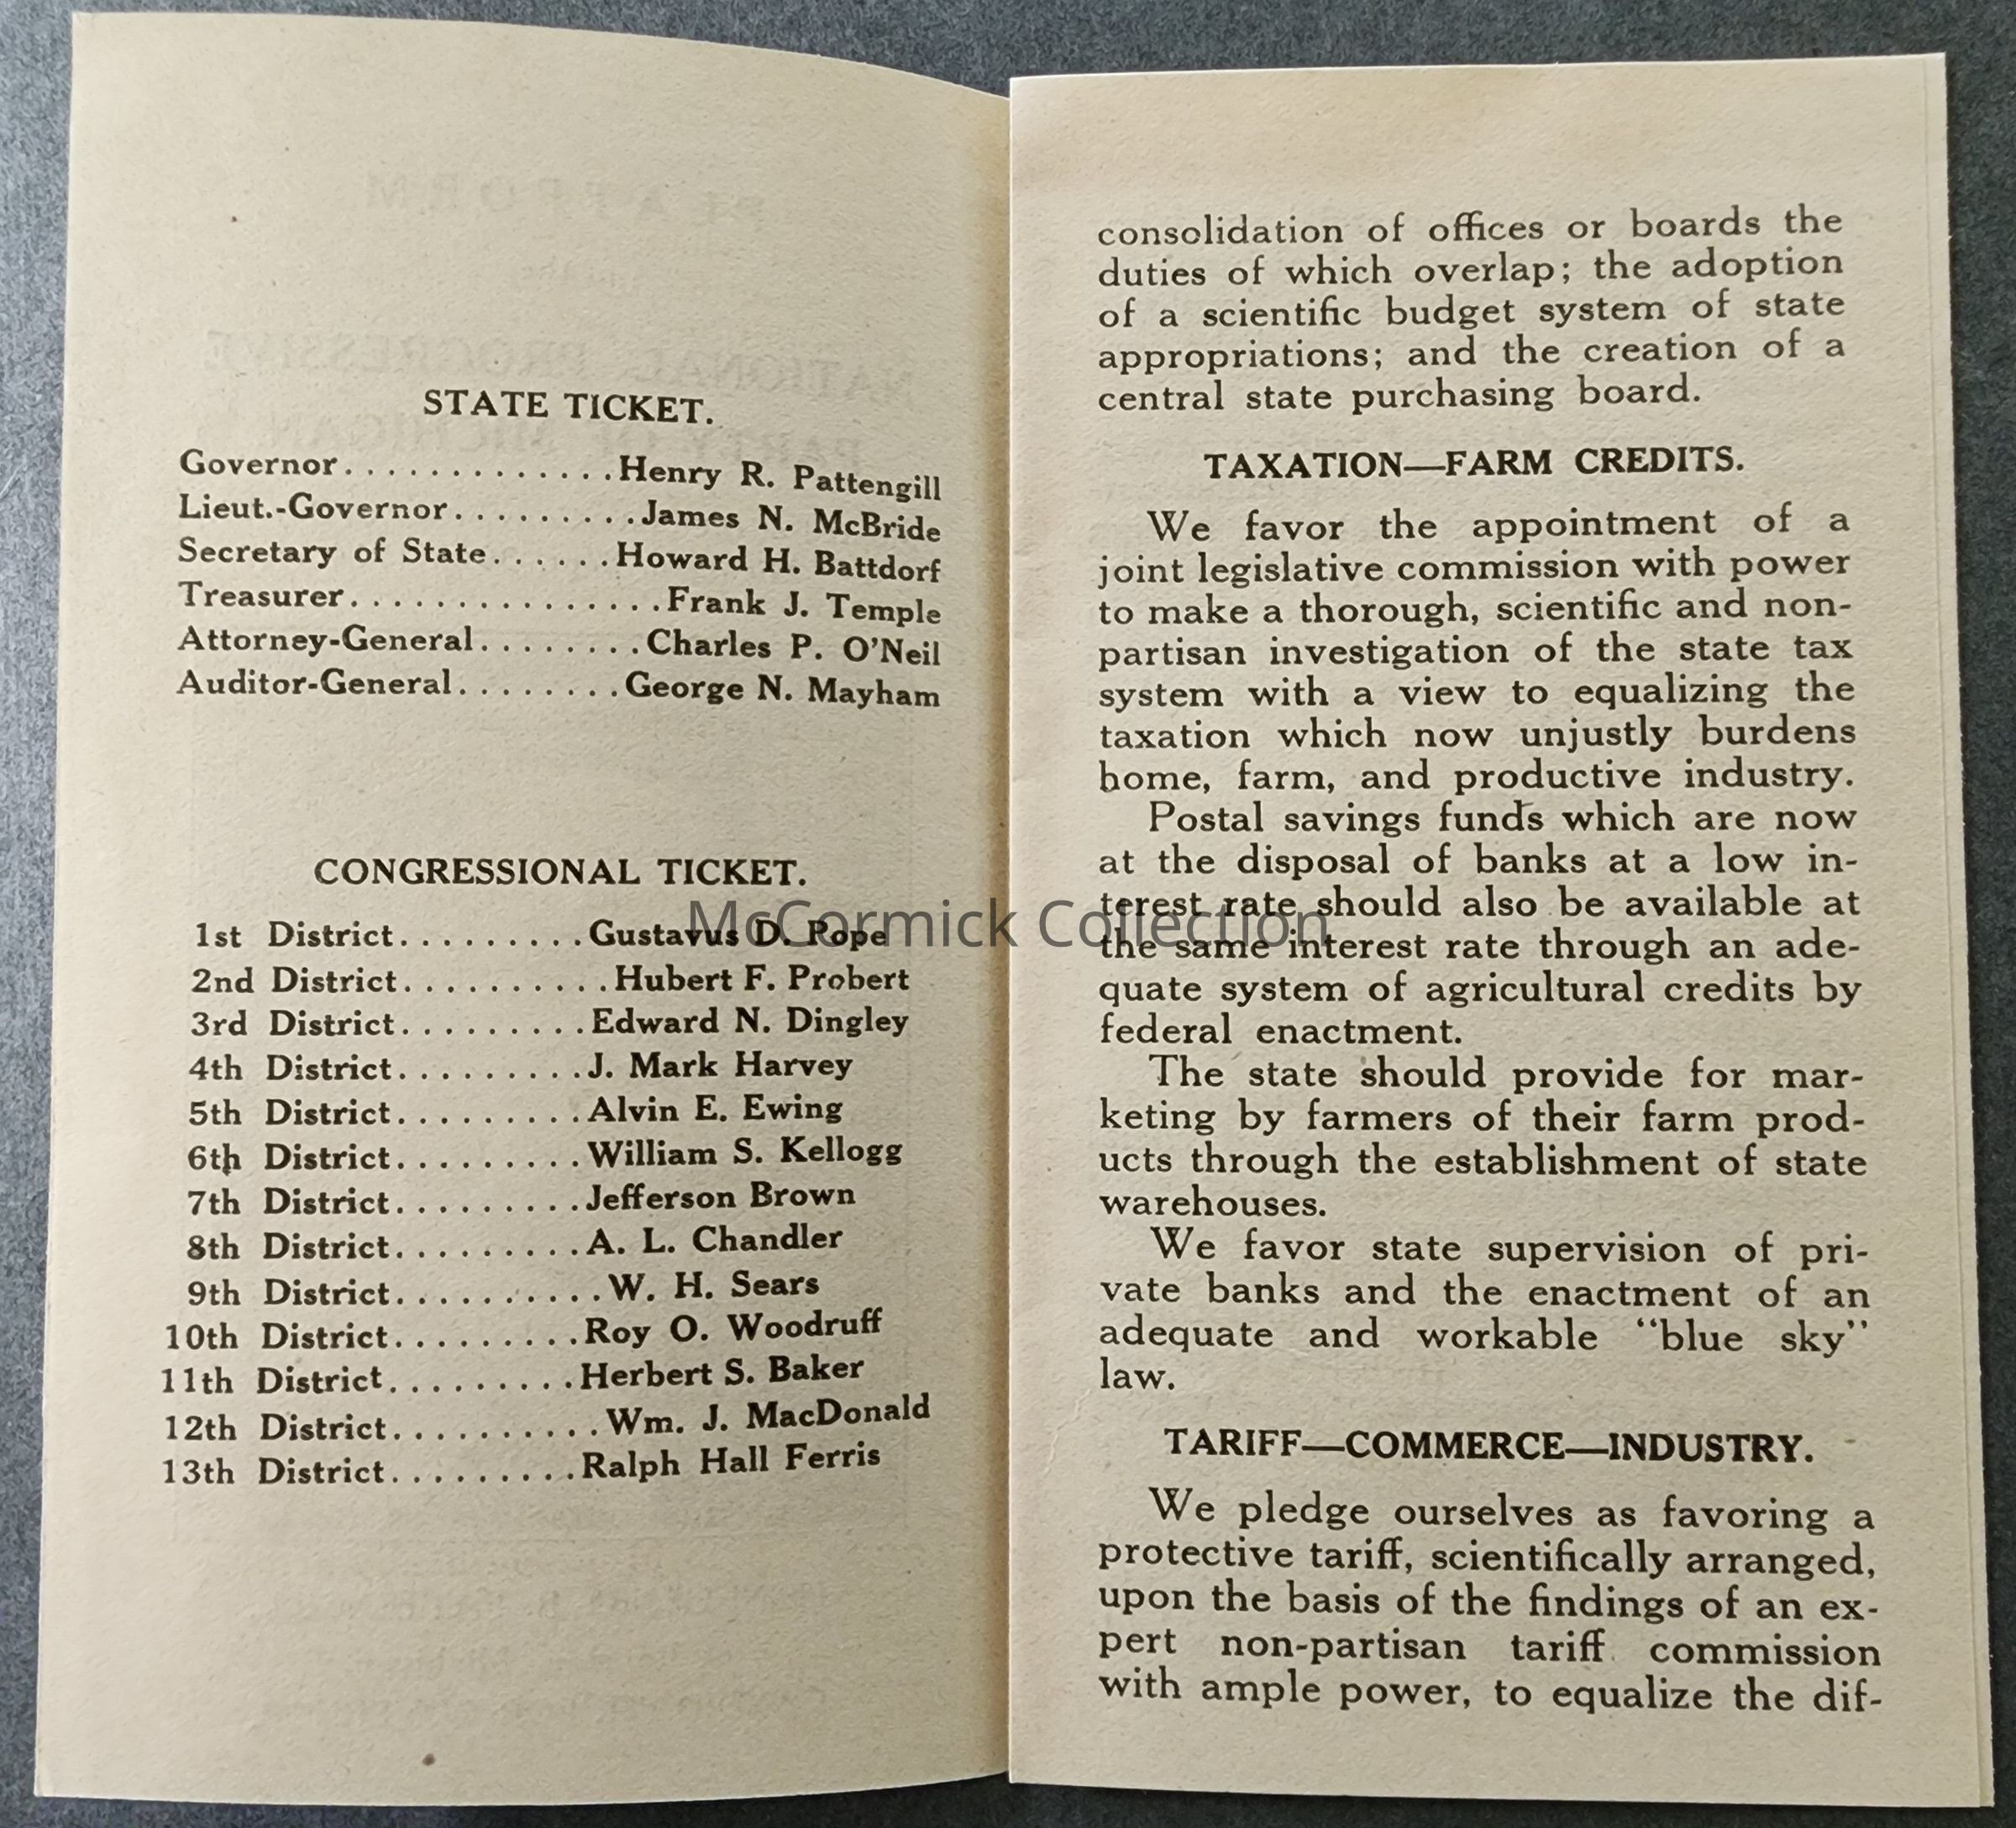 STATE TICKET.
Governor.............Henry R. Pattengill
Lieut.-Governor.........James N. McBride
Secretary of State......Howard H. Battdorf
Treasurer...............Frank J. Temple
Attorney-General........Charles P. O'Neil
Auditor-General........George N. Mayham
CONGRESSIONAL TICKET.
1st District.........Gustavus D. Pope
2nd District..........Hubert F. Probert
3rd District.........Edward N. Dingley
4th District.........J. Mark Harvey
5th District.........Alvin E. Ewing
6th District.........William S. Kellogg
7th District.........Jefferson Brown
8th District.........A. L. Chandler
9th District..........W. H. Sears
10th District.........Roy O. Woodruff
11th District.........Herbert S. Baker
12th District..........Wm. J. MacDonald
13th District.........Ralph Hall Ferris
consolidation of offices or boards the
duties of which overlap; the adoption
of a scientific budget system of state
appropriations; and the creation of a
central state purchasing board.
TAXATION—FARM CREDITS.
We favor the appointment of a
joint legislative commission with power
to make a thorough, scientific and non-
partisan investigation of the state tax
system with a view to equalizing the
taxation which now unjustly burdens
home, farm, and productive industry.
Postal savings funds which are now
at the disposal of banks at a low in-
terest rate should also be available at
the same interest rate through an ade-
quate system of agricultural credits by
federal enactment.
The state should provide for mar-
keting by farmers of their farm prod-
ucts through the establishment of state
warehouses.
We favor state supervision of pri-
vate banks and the enactment of an
adequate and workable "blue sky"
law.
TARIFF—COMMERCE—INDUSTRY.
We pledge ourselves as favoring a
protective tariff, scientifically arranged,
upon the basis of the findings of an ex-
pert non-partisan tariff commission
with ample power, to equalize the dif-
McCormick Collection